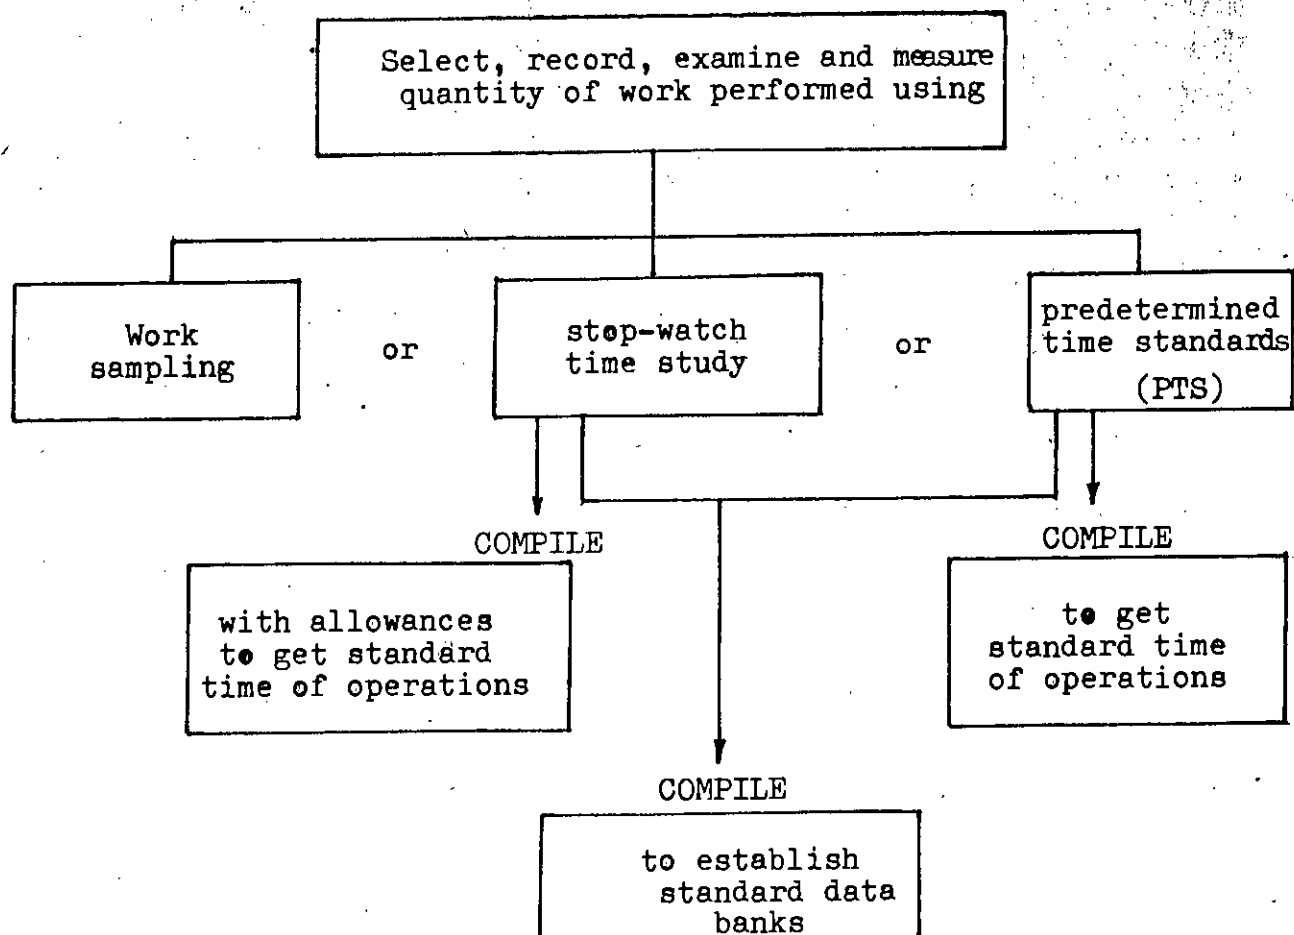 Select, record, examine and measure
quantity of work performed using
Work
sampling
or
stop-watch
time study
or
predetermined
time standards
(PTS)
COMPILE
with allowances
to get standard
time of operations
COMPILE
to get
standard time
of operations
COMPILE
to establish
standard data
banks